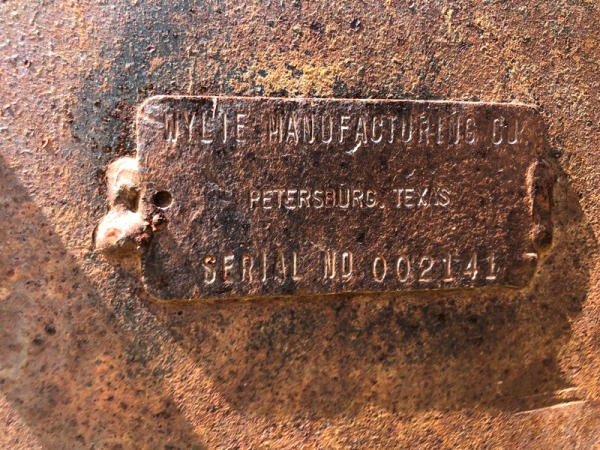 WYLIE MANUFACTURING CO.
PETERSBURG, TEXAS
SERIAL NO 002141